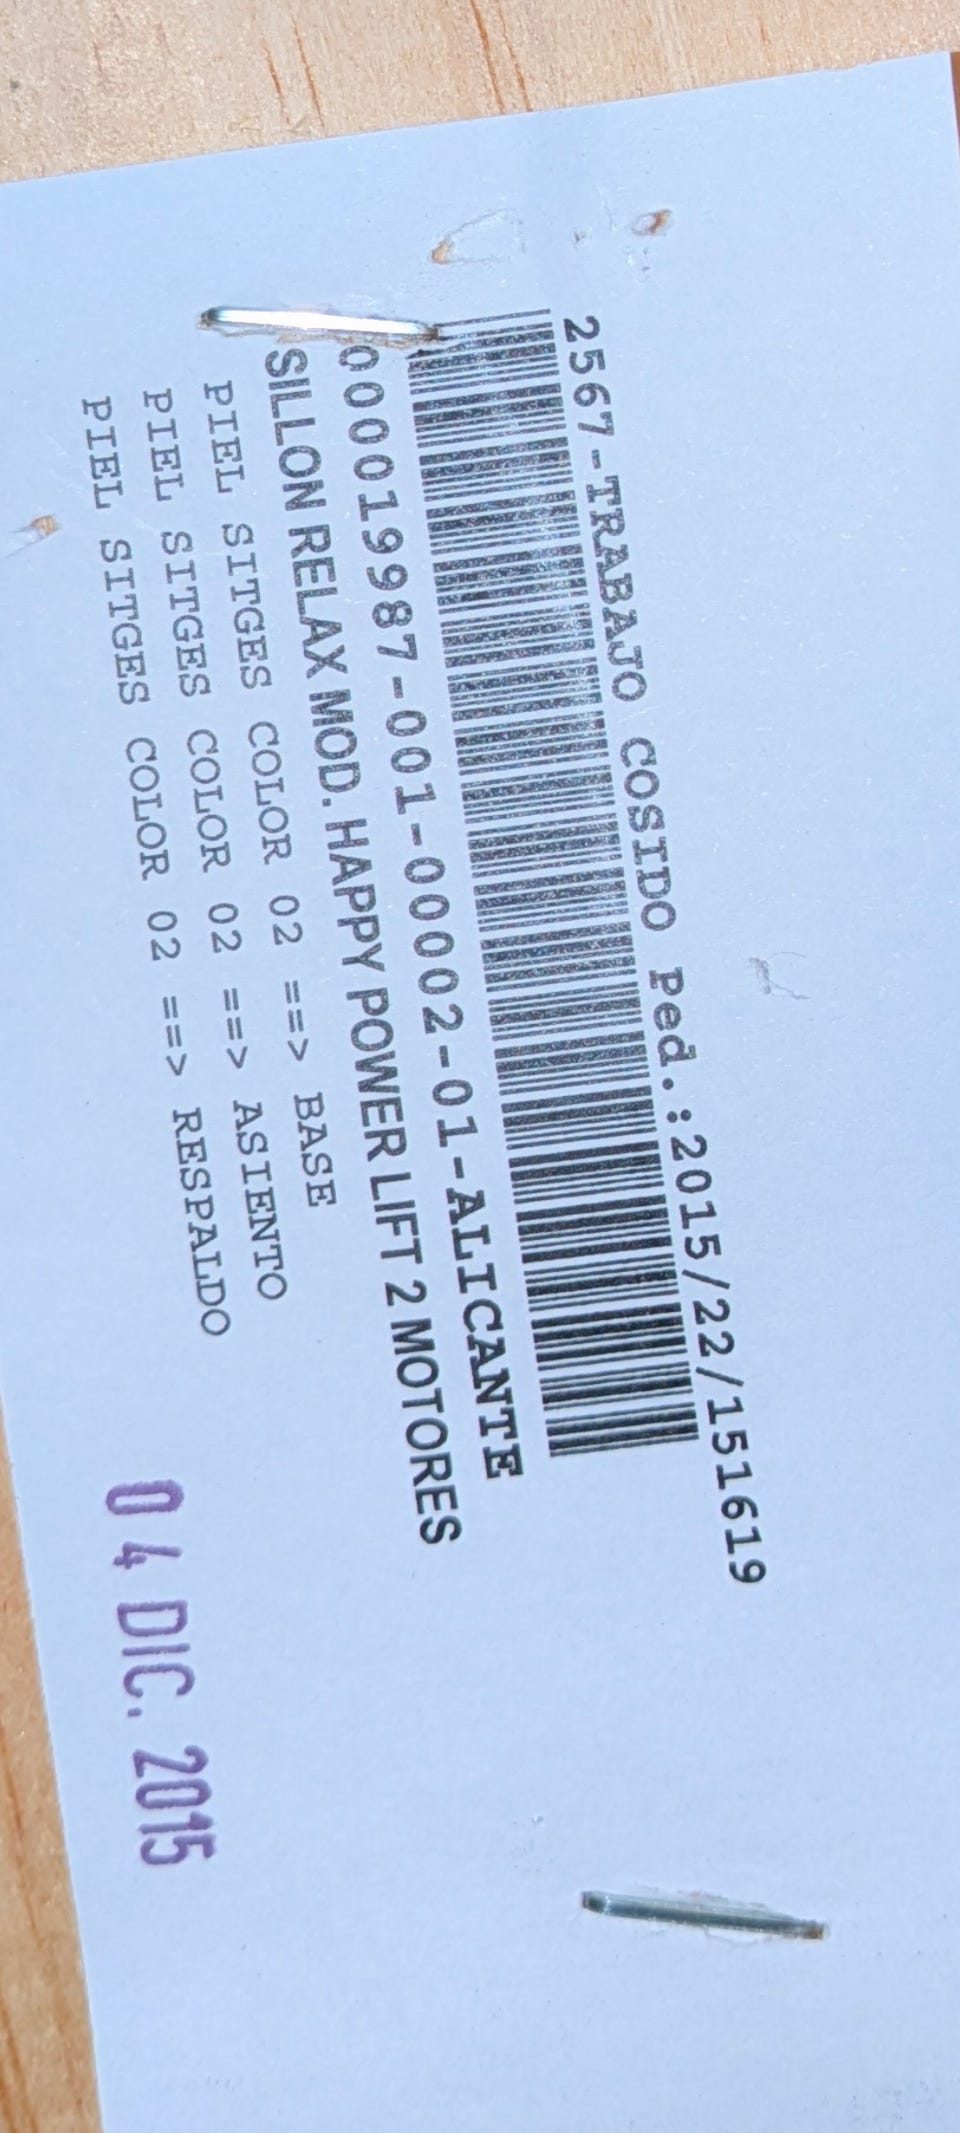 2567-TRABAJO COSIDO Ped.:2015/22/151619
00019987-001-00002-01-ALICANTE
SILLON RELAX MOD. HAPPY POWER LIFT 2 MOTORES
PIEL SITGES COLOR 02 ==> BASE
PIEL SITGES COLOR 02 ==> ASIENTO
PIEL SITGES COLOR 02 ==> RESPALDO
04 DIC. 2015